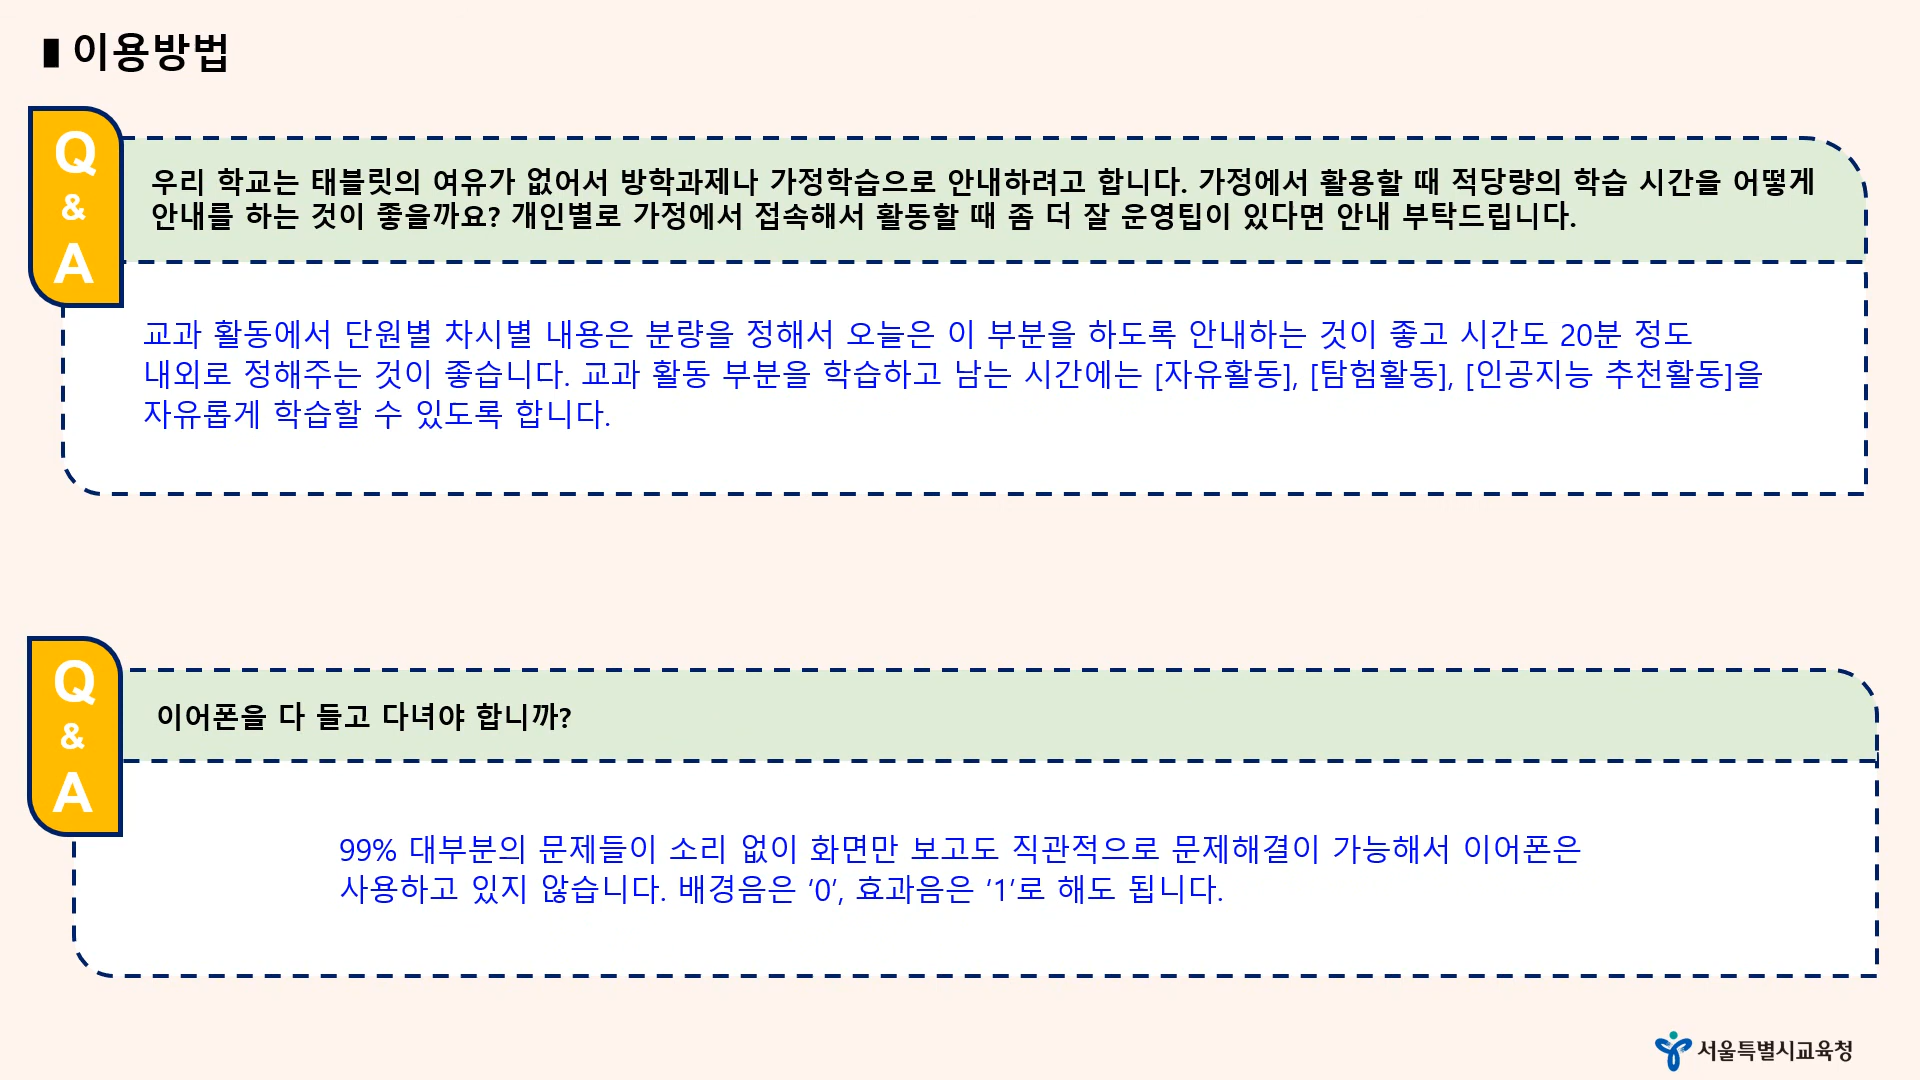 이용방법
Q
&
A
우리 학교는 태블릿의 여유가 없어서 방학과제나 가정학습으로 안내하려고 합니다. 가정에서 활용할 때 적당량의 학습 시간을 어떻게
안내를 하는 것이 좋을까요? 개인별로 가정에서 접속해서 활동할 때 좀 더 잘 운영팁이 있다면 안내 부탁드립니다.
교과 활동에서 단원별 차시별 내용은 분량을 정해서 오늘은 이 부분을 하도록 안내하는 것이 좋고 시간도 20분 정도
내외로 정해주는 것이 좋습니다. 교과 활동 부분을 학습하고 남는 시간에는 [자유활동], [탐험활동], [인공지능 추천활동]을
자유롭게 학습할 수 있도록 합니다.
Q
&
A
이어폰을 다 들고 다녀야 합니까?
99% 대부분의 문제들이 소리 없이 화면만 보고도 직관적으로 문제해결이 가능해서 이어폰은
사용하고 있지 않습니다. 배경음은 ‘0’, 효과음은 ‘1’로 해도 됩니다.
서울특별시교육청